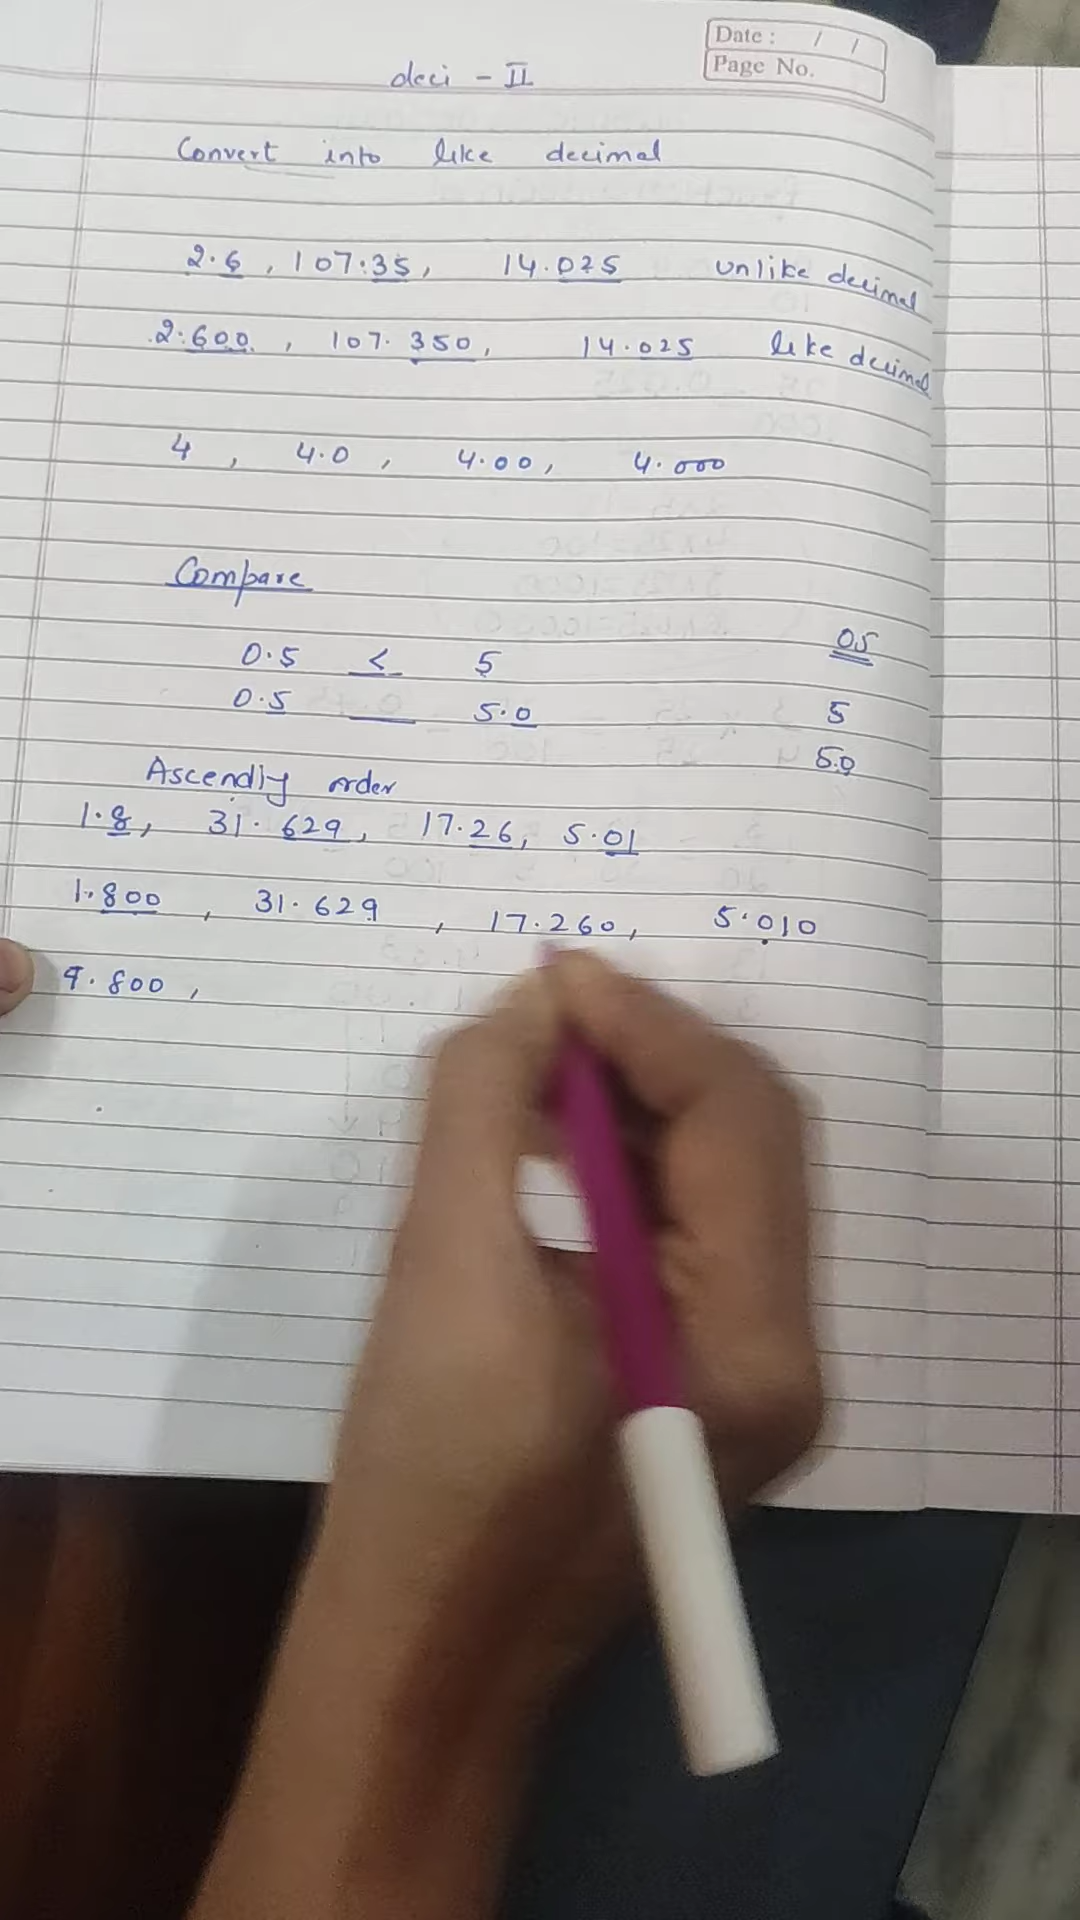 Date : / /
Page No.
deci - II
Convert into like decimal
2.6 , 107.35, 14.025 unlike decimal
2.600 , 107.350, 14.025 like decimal
4 , 4.0 , 4.00, 4.000
Compare
0.5 < 5 05
0.5 __ 5.0 5
5.0
Ascendiy order
1.8, 31.629, 17.26, 5.01
1.800 , 31.629 , 17.260, 5.010
9.800 ,